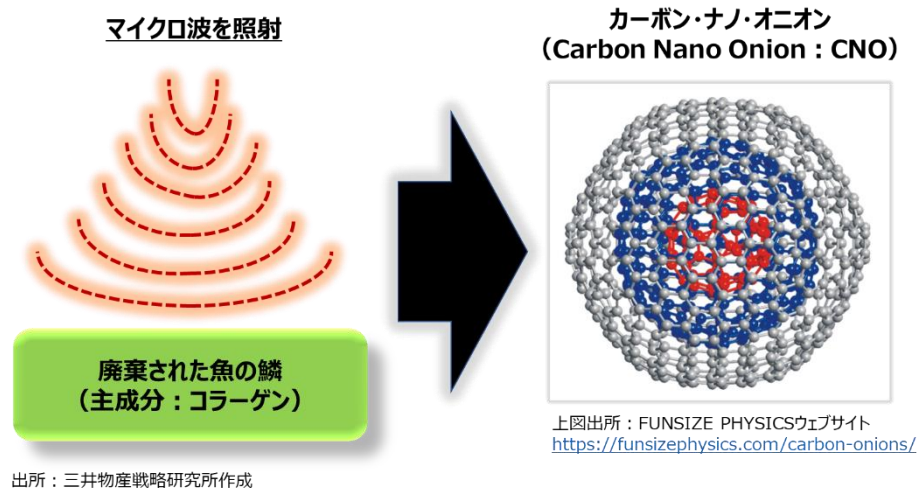 マイクロ波を照射
廃棄された魚の鱗
（主成分：コラーゲン）
出所：三井物産戦略研究所作成
カーボン・ナノ・オニオン
（Carbon Nano Onion：CNO）
上図出所：FUNSIZE PHYSICSウェブサイト
https://funsizephysics.com/carbon-onions/